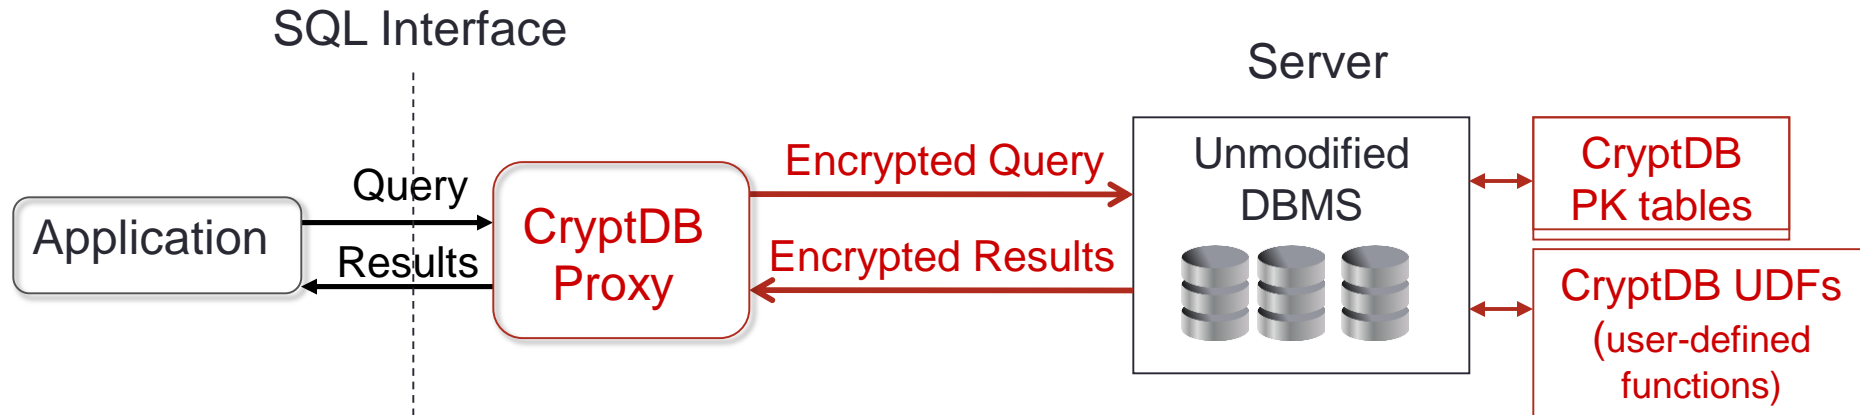 SQL Interface
Server
Application
Query
Results
CryptDB
Proxy
Encrypted Query
Encrypted Results
Unmodified
DBMS
CryptDB
PK tables
CryptDB UDFs
(user-defined
functions)